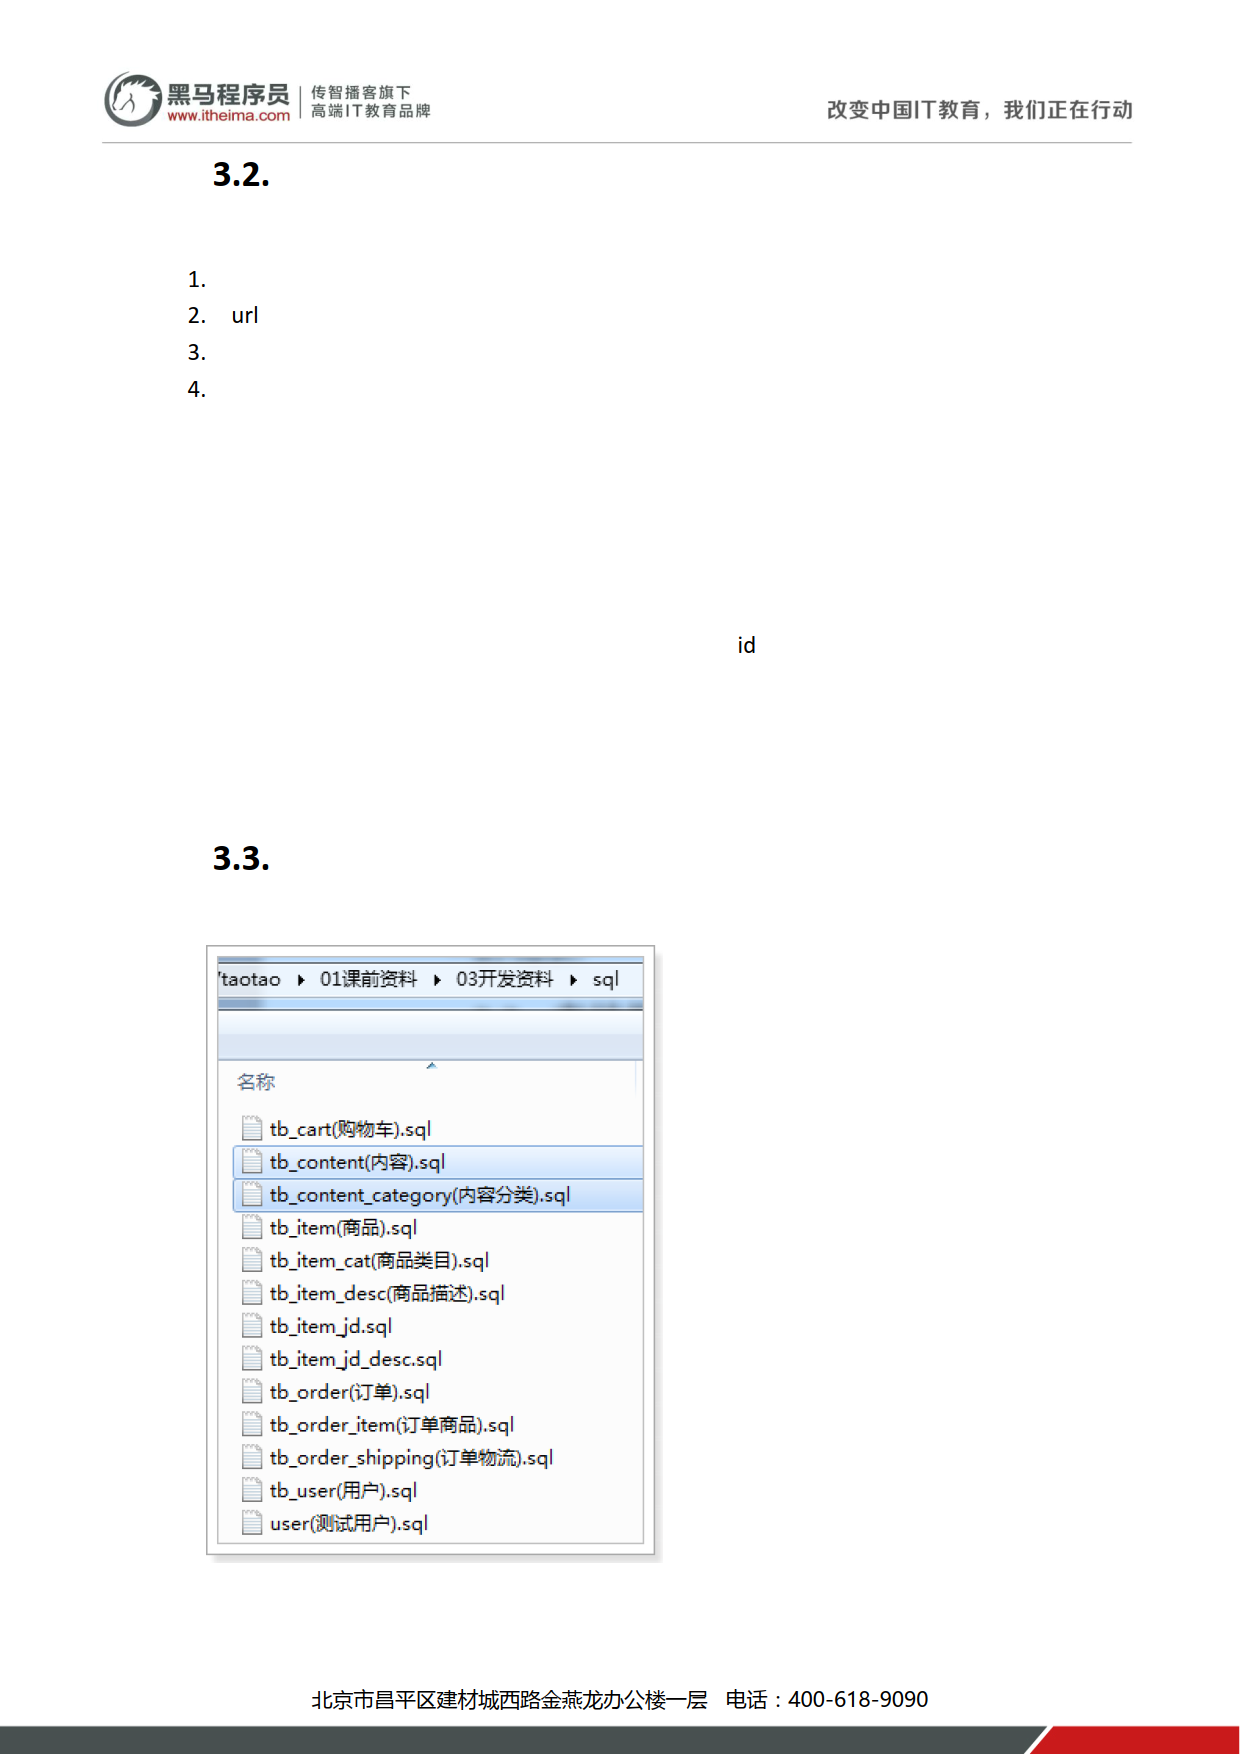 黑马程序员
www.itheima.com
传智播客旗下
高端IT教育品牌
改变中国IT教育，我们正在行动
3.2.
1.
2. url
3.
4.
id
3.3.
taotao 01课前资料 03开发资料 sql
名称
tb_cart(购物车).sql
tb_content(内容).sql
tb_content_category(内容分类).sql
tb_item(商品).sql
tb_item_cat(商品类目).sql
tb_item_desc(商品描述).sql
tb_item_jd.sql
tb_item_jd_desc.sql
tb_order(订单).sql
tb_order_item(订单商品).sql
tb_order_shipping(订单物流).sql
tb_user(用户).sql
user(测试用户).sql
北京市昌平区建材城西路金燕龙办公楼一层 电话：400-618-9090